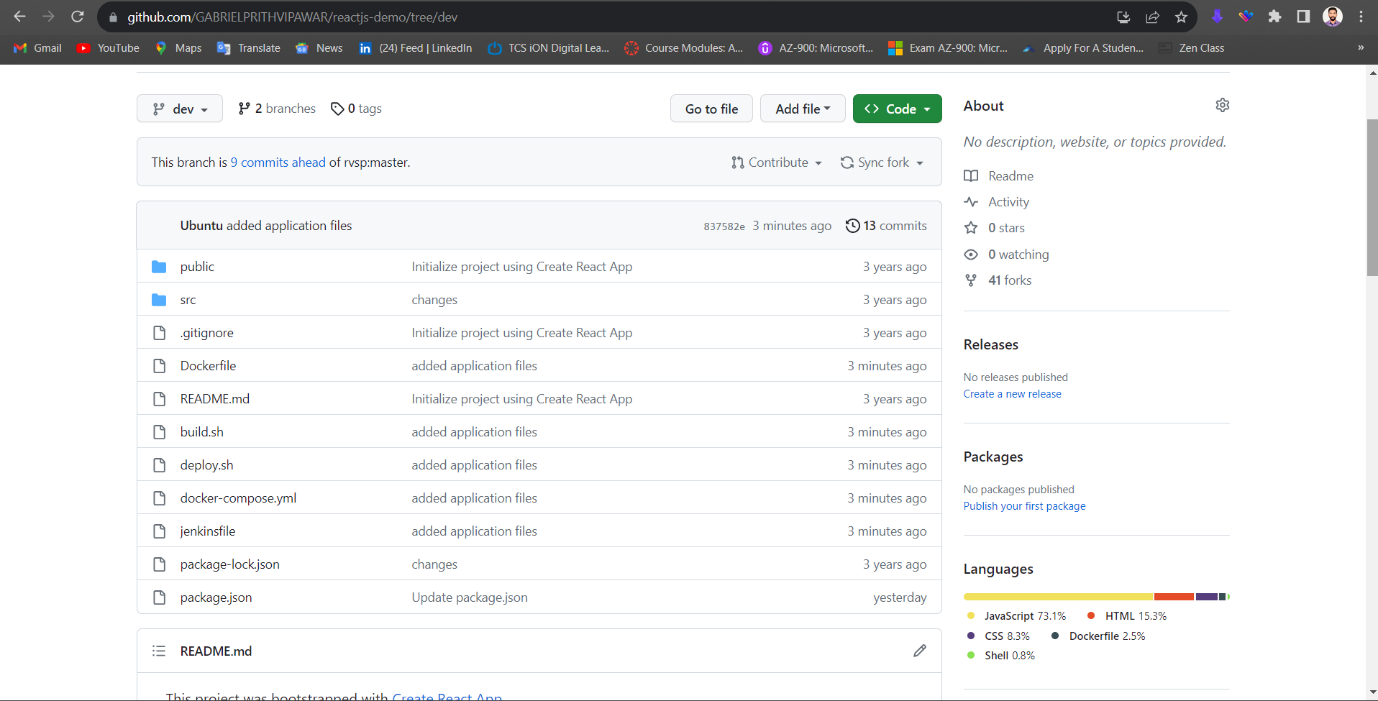 github.com/GABRIELPRITHVIPAWAR/reactjs-demo/tree/dev
Gmail YouTube Maps Translate News (24) Feed | LinkedIn TCS iON Digital Lea... Course Modules: A... AZ-900: Microsoft... Exam AZ-900: Micr... Apply For A Studen... Zen Class »
dev 2 branches 0 tags Go to file Add file <> Code
This branch is 9 commits ahead of rvsp:master. Contribute Sync fork
Ubuntu added application files 837582e 3 minutes ago 13 commits
public Initialize project using Create React App 3 years ago
src changes 3 years ago
.gitignore Initialize project using Create React App 3 years ago
Dockerfile added application files 3 minutes ago
README.md Initialize project using Create React App 3 years ago
build.sh added application files 3 minutes ago
deploy.sh added application files 3 minutes ago
docker-compose.yml added application files 3 minutes ago
jenkinsfile added application files 3 minutes ago
package-lock.json changes 3 years ago
package.json Update package.json yesterday
README.md
This project was bootstrapped with Create React App
About
No description, website, or topics provided.
Readme
Activity
0 stars
0 watching
41 forks
Releases
No releases published
Create a new release
Packages
No packages published
Publish your first package
Languages
JavaScript 73.1% HTML 15.3%
CSS 8.3% Dockerfile 2.5%
Shell 0.8%